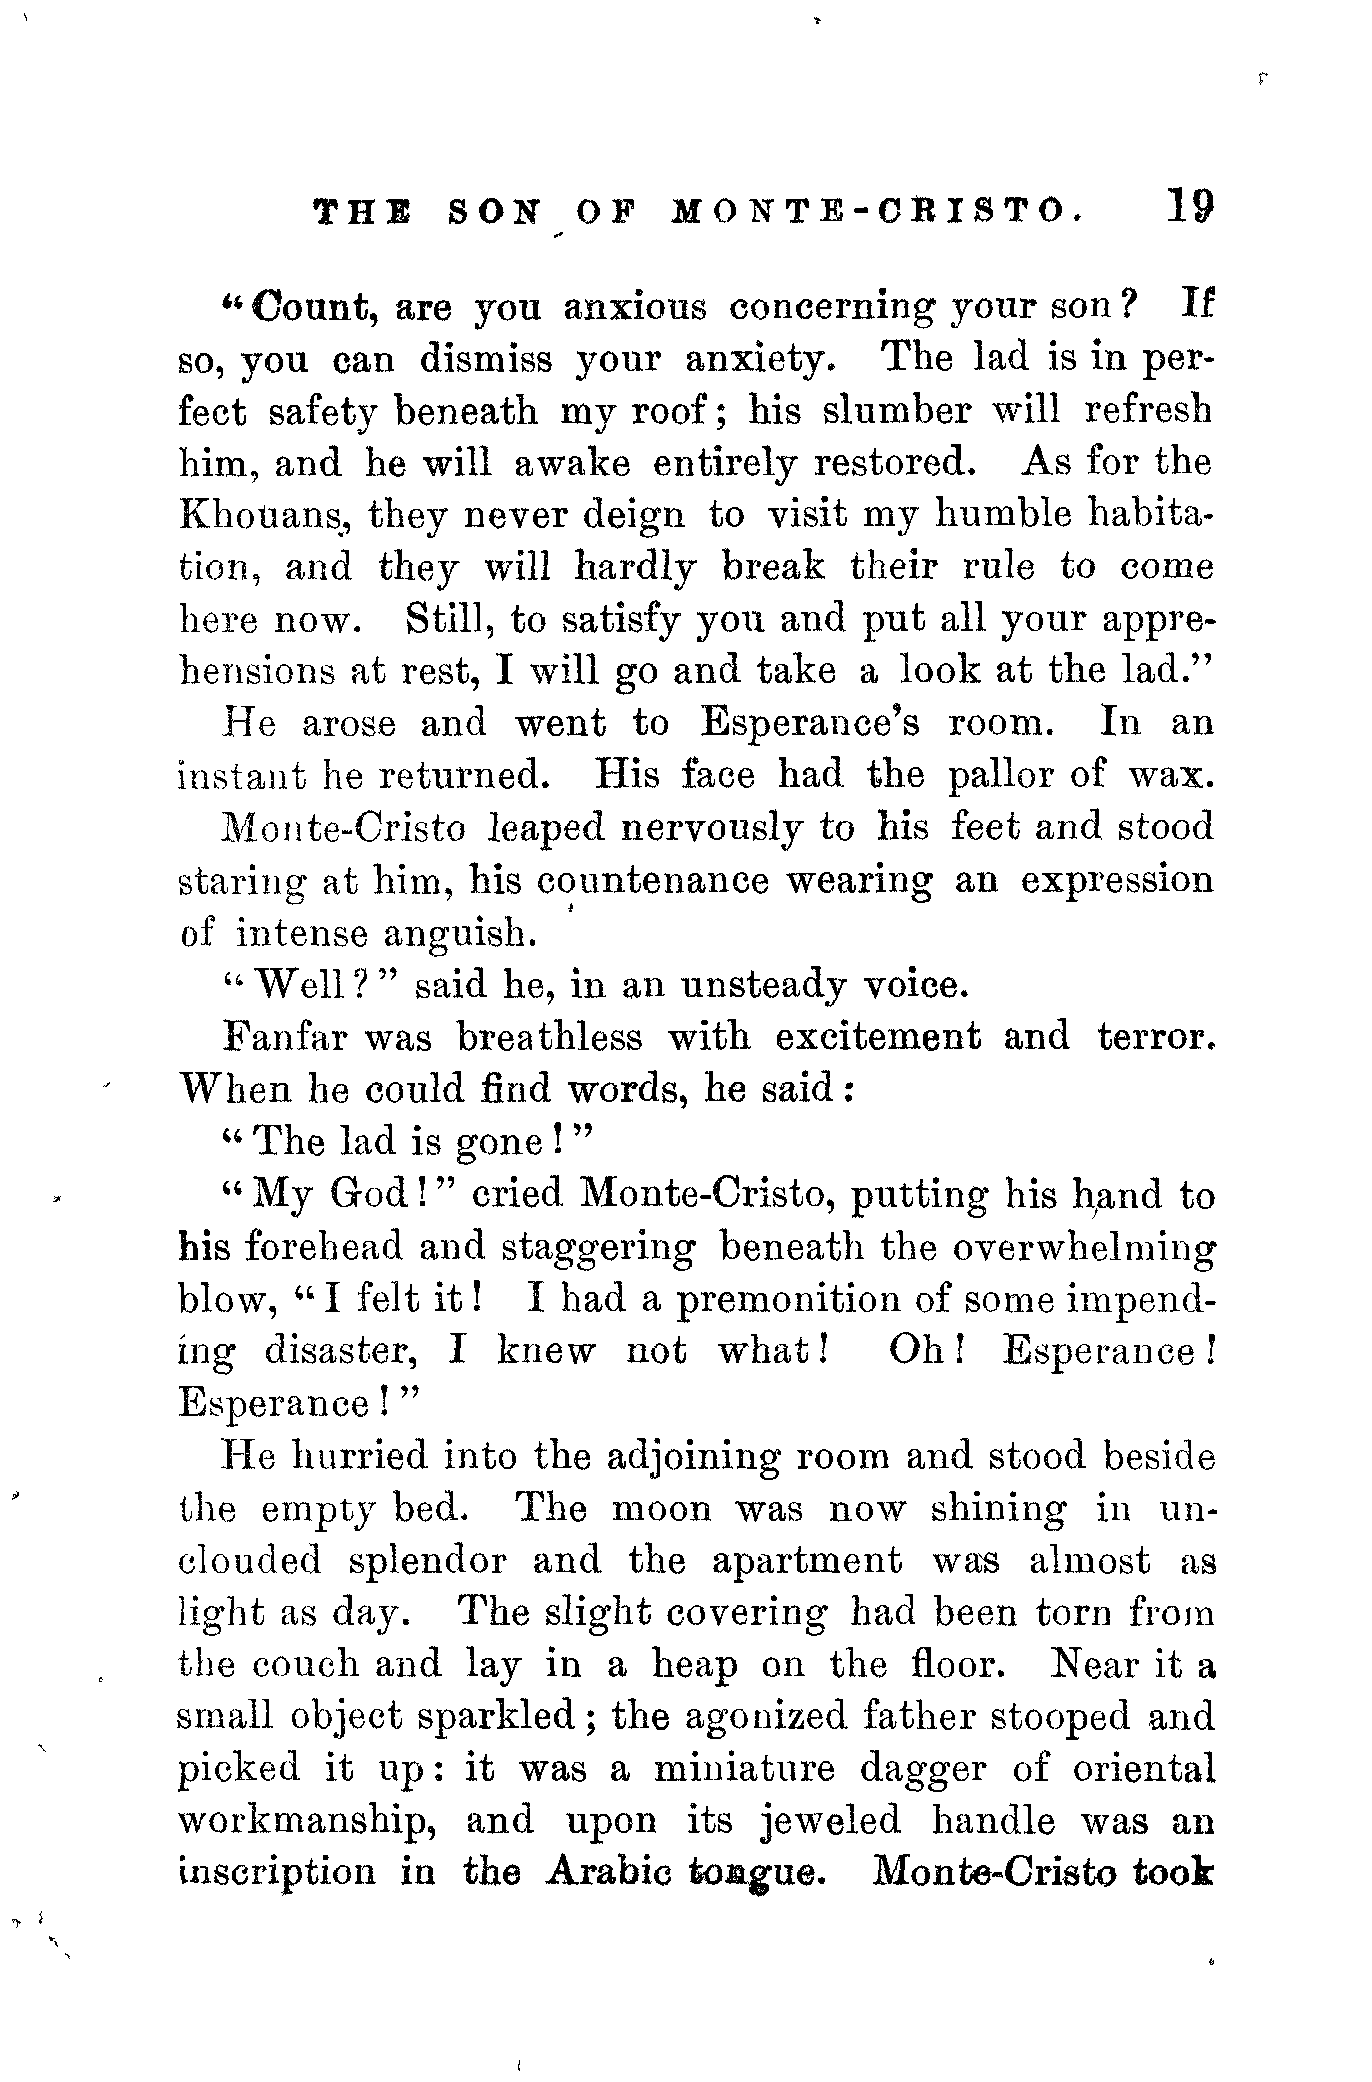 THE SON OF MONTE-CRISTO. 19
"Count, are you anxious concerning your son? If
so, you can dismiss your anxiety. The lad is in per-
fect safety beneath my roof; his slumber will refresh
him, and he will awake entirely restored. As for the
Khouans, they never deign to visit my humble habita-
tion, and they will hardly break their rule to come
here now. Still, to satisfy you and put all your appre-
hensions at rest, I will go and take a look at the lad."
He arose and went to Esperance's room. In an
instant he returned. His face had the pallor of wax.
Monte-Cristo leaped nervously to his feet and stood
staring at him, his countenance wearing an expression
of intense anguish.
"Well?" said he, in an unsteady voice.
Fanfar was breathless with excitement and terror.
When he could find words, he said:
"The lad is gone!"
"My God!" cried Monte-Cristo, putting his hand to
his forehead and staggering beneath the overwhelming
blow, "I felt it! I had a premonition of some impend-
ing disaster, I knew not what! Oh! Esperance!
Esperance!"
He hurried into the adjoining room and stood beside
the empty bed. The moon was now shining in un-
clouded splendor and the apartment was almost as
light as day. The slight covering had been torn from
the couch and lay in a heap on the floor. Near it a
small object sparkled; the agonized father stooped and
picked it up: it was a miniature dagger of oriental
workmanship, and upon its jeweled handle was an
inscription in the Arabic tongue. Monte-Cristo took